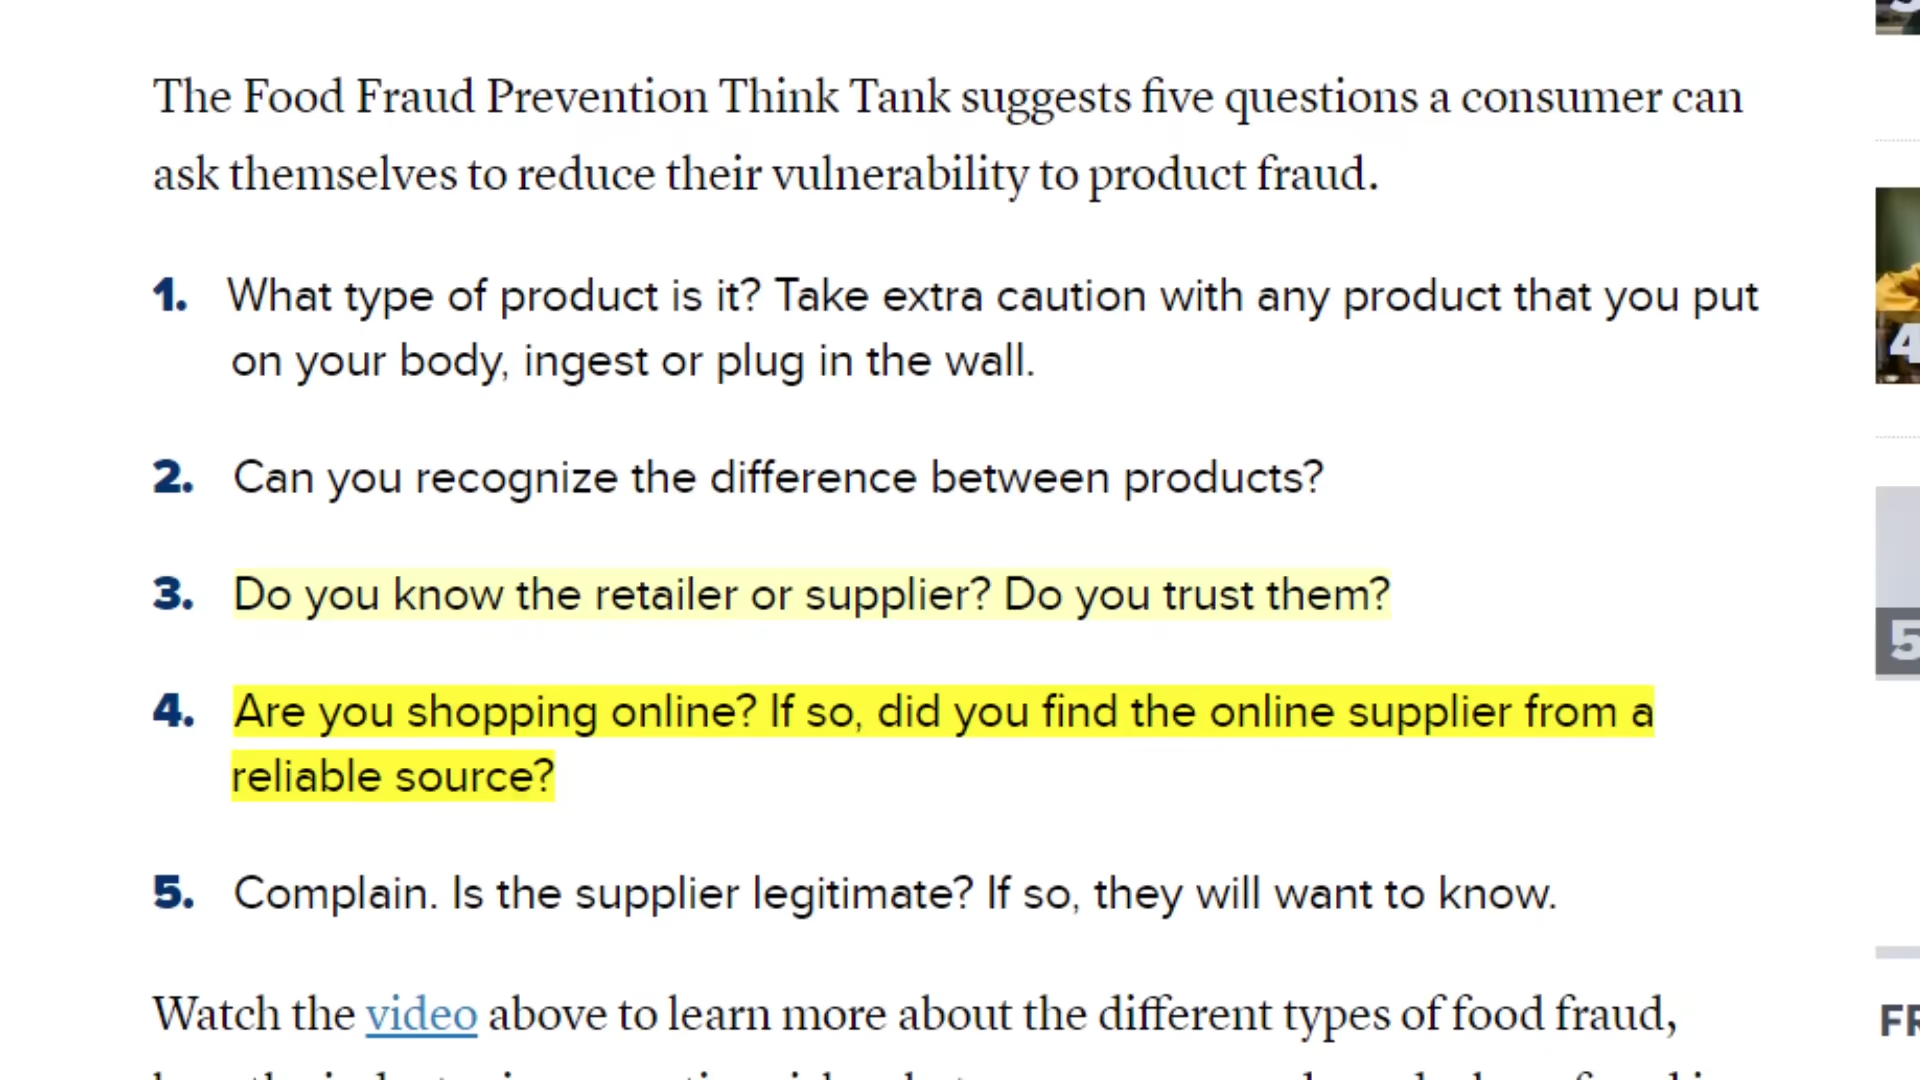 The Food Fraud Prevention Think Tank suggests five questions a consumer can
ask themselves to reduce their vulnerability to product fraud.
1. What type of product is it? Take extra caution with any product that you put
on your body, ingest or plug in the wall.
2. Can you recognize the difference between products?
3. Do you know the retailer or supplier? Do you trust them?
4. Are you shopping online? If so, did you find the online supplier from a
reliable source?
5. Complain. Is the supplier legitimate? If so, they will want to know.
Watch the video above to learn more about the different types of food fraud,
4
5